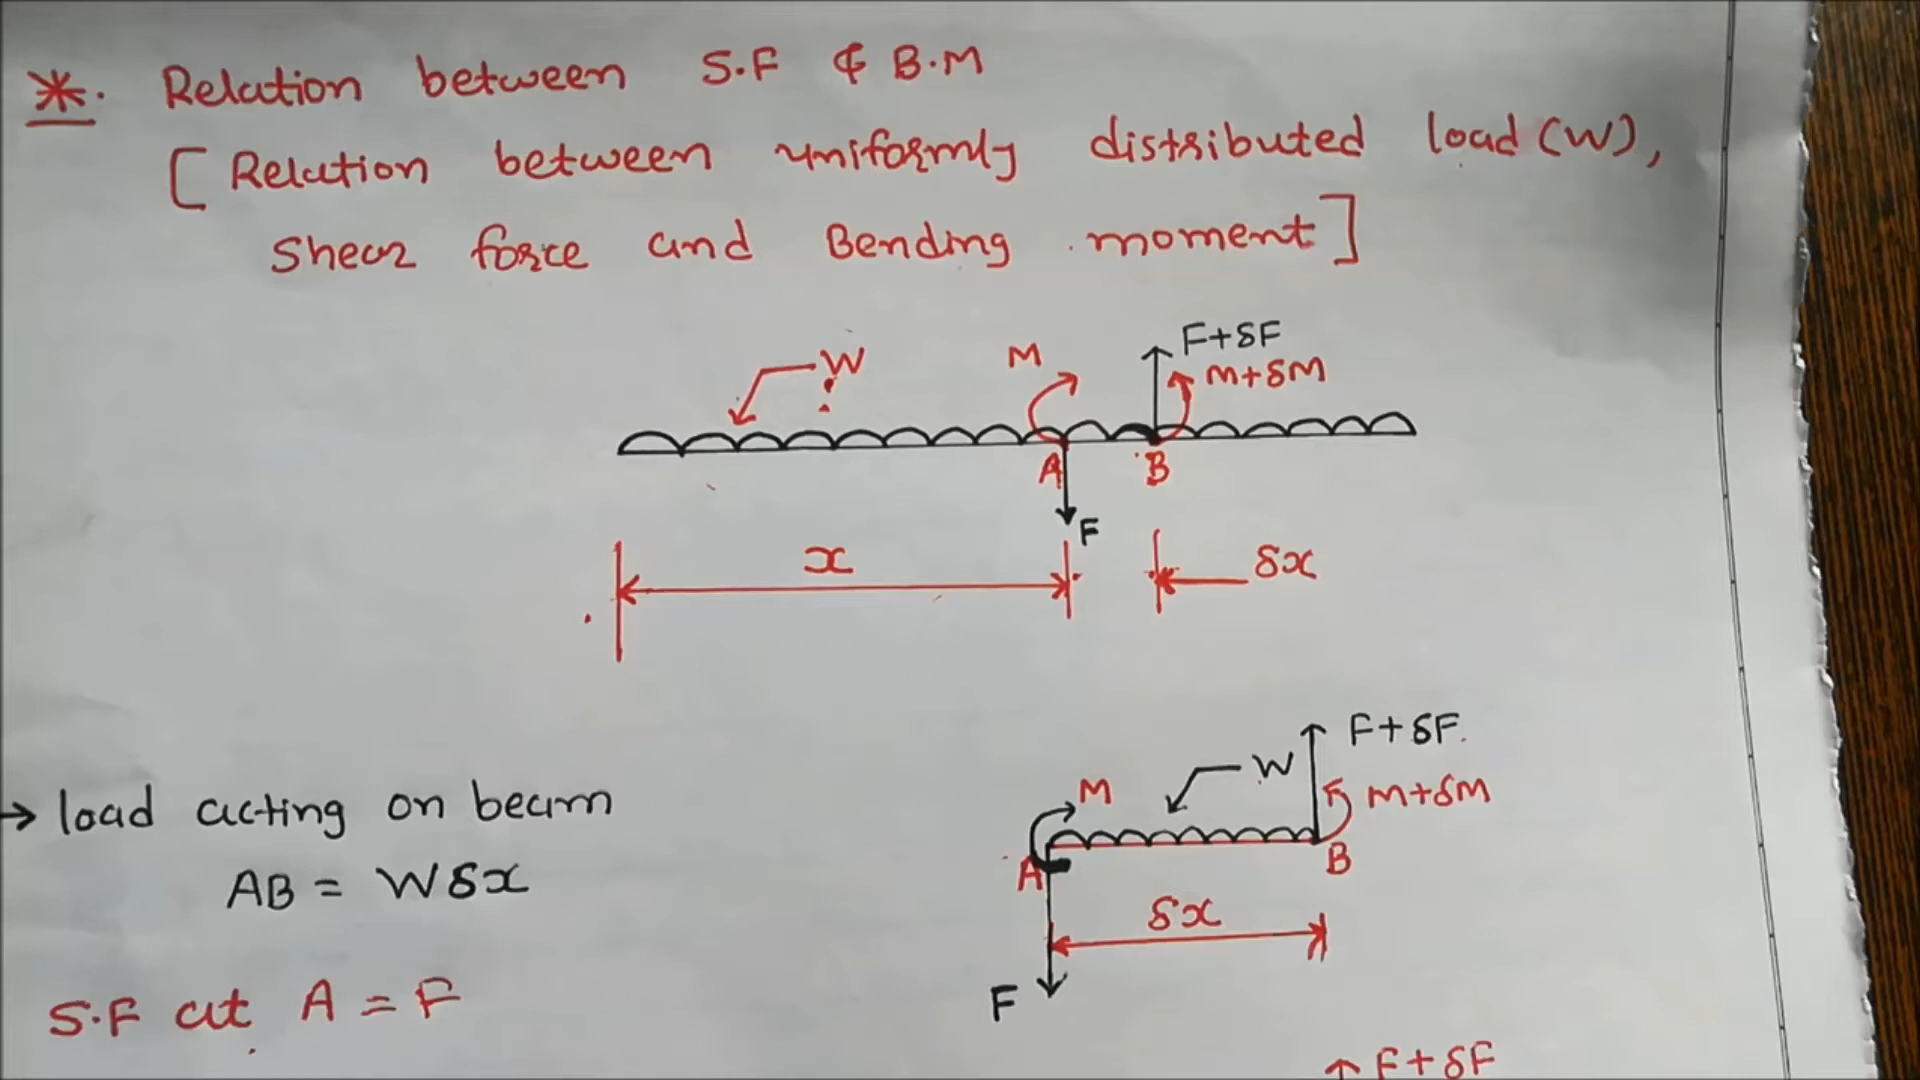 *. Relation between S.F & B.M
[Relation between uniformly distributed load (W),
Shear force and Bending moment]
F+δF
W
M
M+δM
A
B
F
x
δx
F+δF.
W
M
M+δM
→ load acting on beam
AB = Wδx
A
B
δx
F
S.F at A = F
F+δF